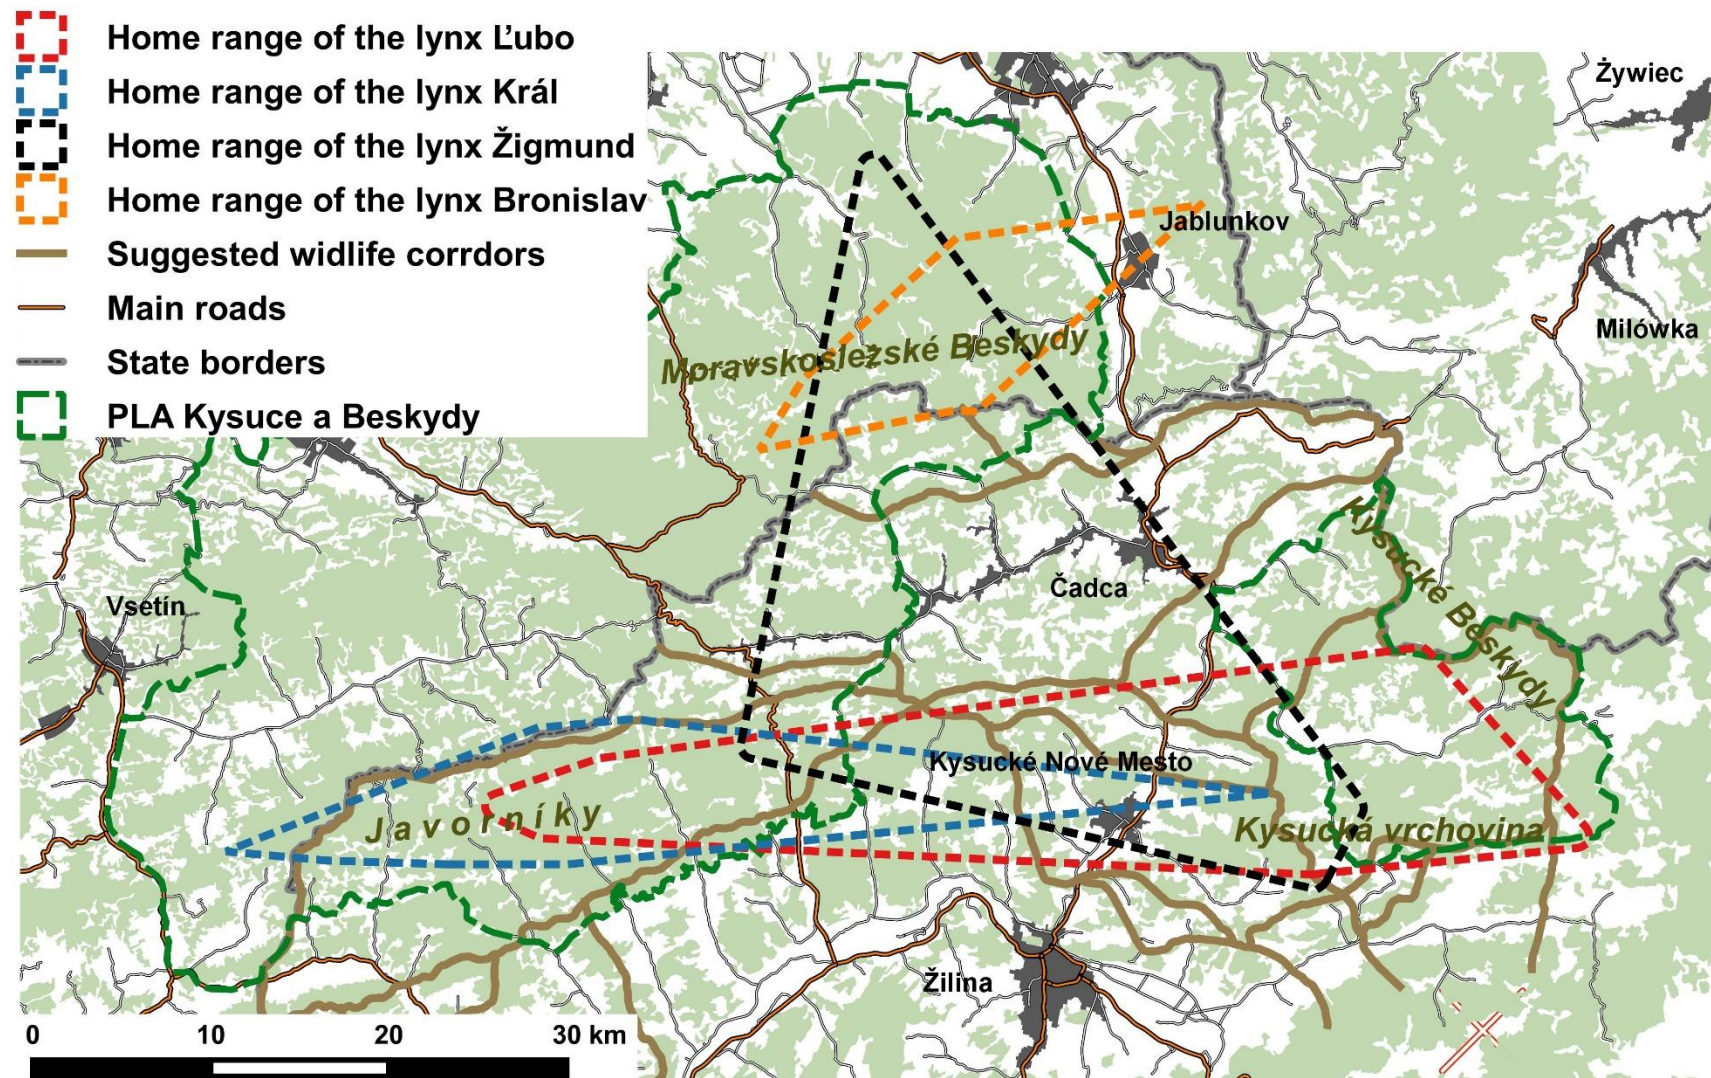 Home range of the lynx Ľubo
Home range of the lynx Král
Home range of the lynx Žigmund
Home range of the lynx Bronislav
Suggested widlife corrdors
Main roads
State borders
PLA Kysuce a Beskydy
Żywiec
Jablunkov
Milówka
Moravskoslezské Beskydy
Kysucké Beskydy
Čadca
Vsetín
Kysucké Nové Mesto
Javorníky
Kysucká vrchovina
Žilina
0 10 20 30 km